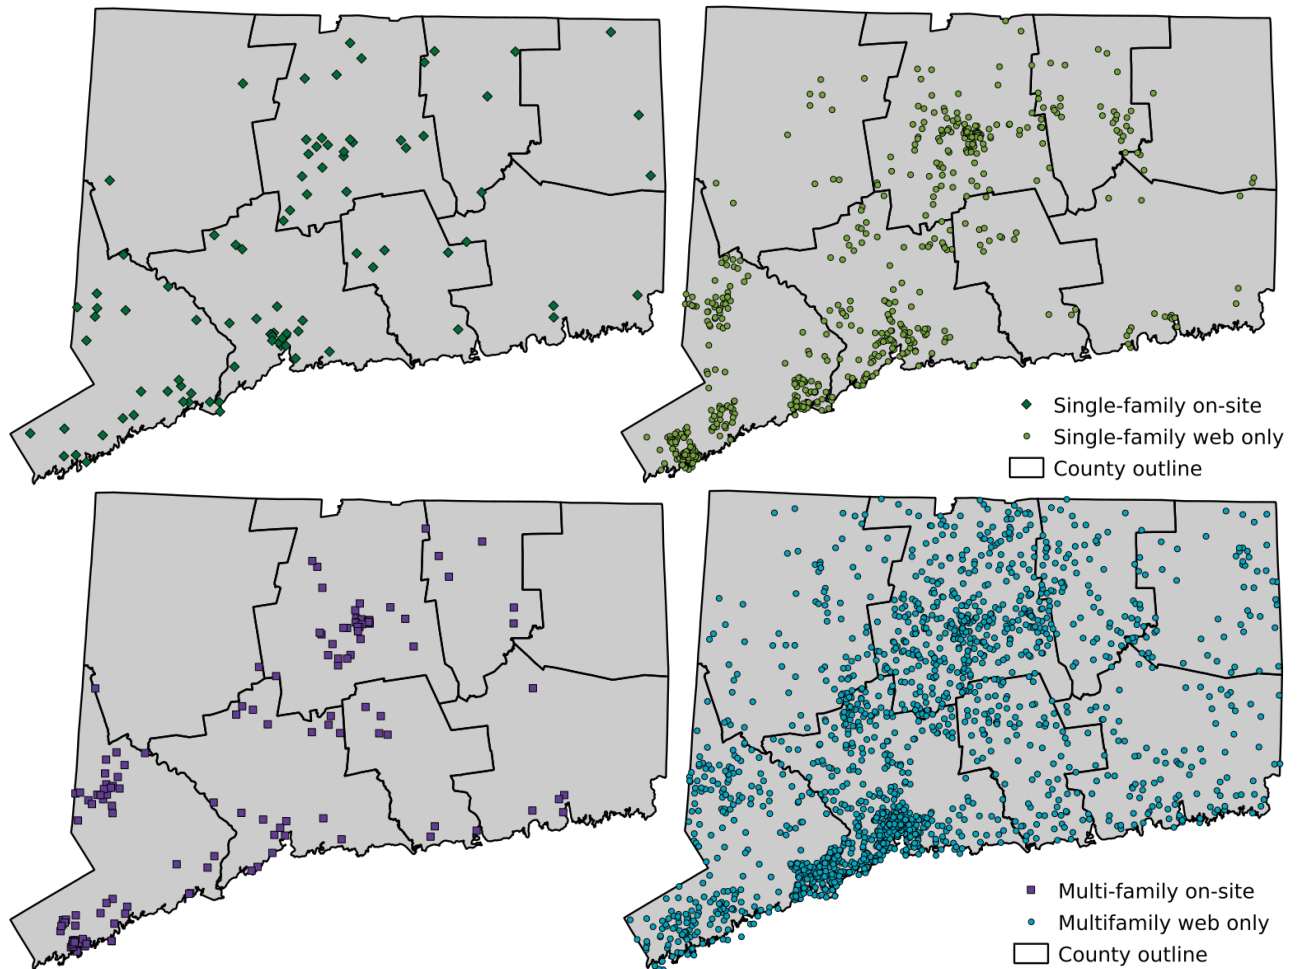 Single-family on-site
Single-family web only
County outline
Multi-family on-site
Multifamily web only
County outline